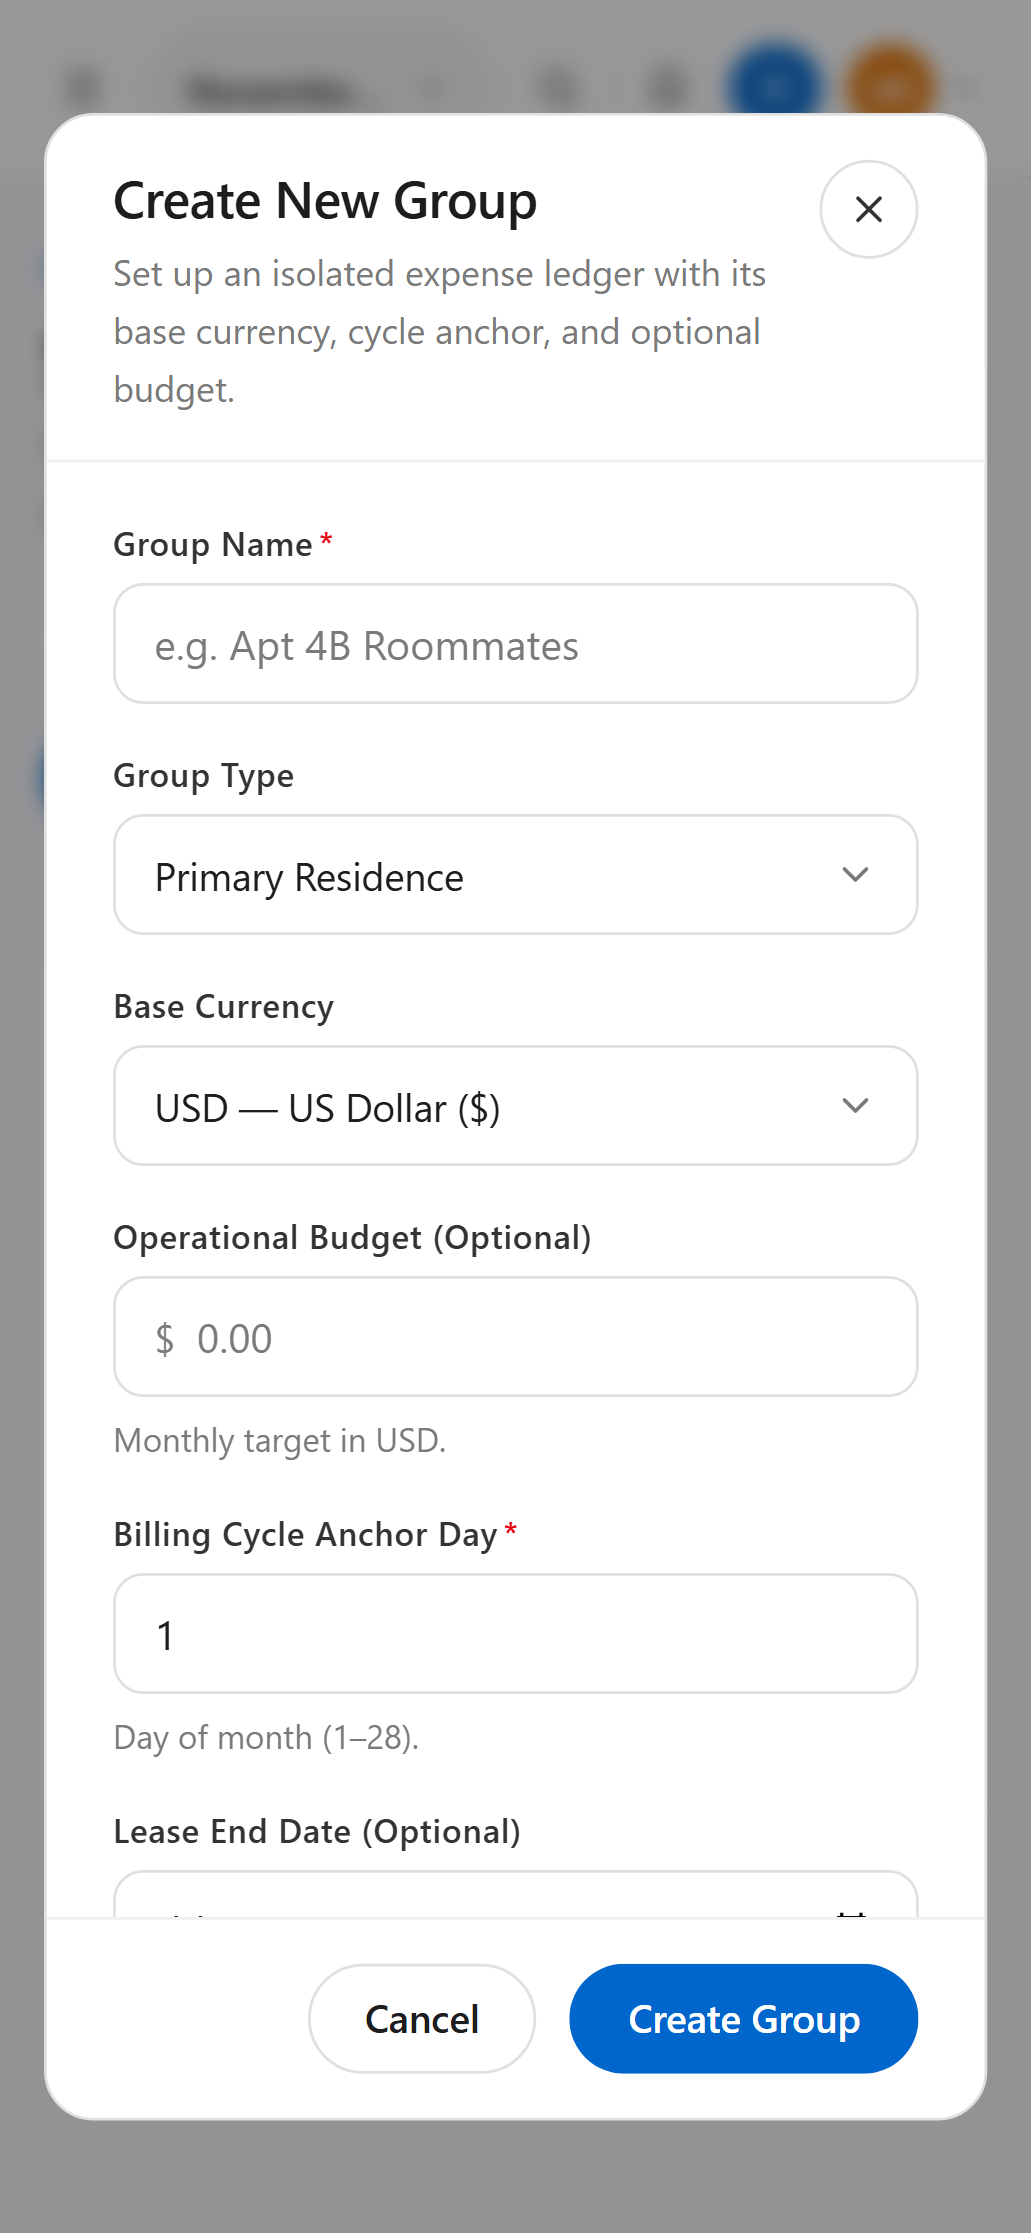 Create New Group
Set up an isolated expense ledger with its
base currency, cycle anchor, and optional
budget.
Group Name *
e.g. Apt 4B Roommates
Group Type
Primary Residence
Base Currency
USD — US Dollar ($)
Operational Budget (Optional)
$ 0.00
Monthly target in USD.
Billing Cycle Anchor Day *
1
Day of month (1–28).
Lease End Date (Optional)
Cancel
Create Group